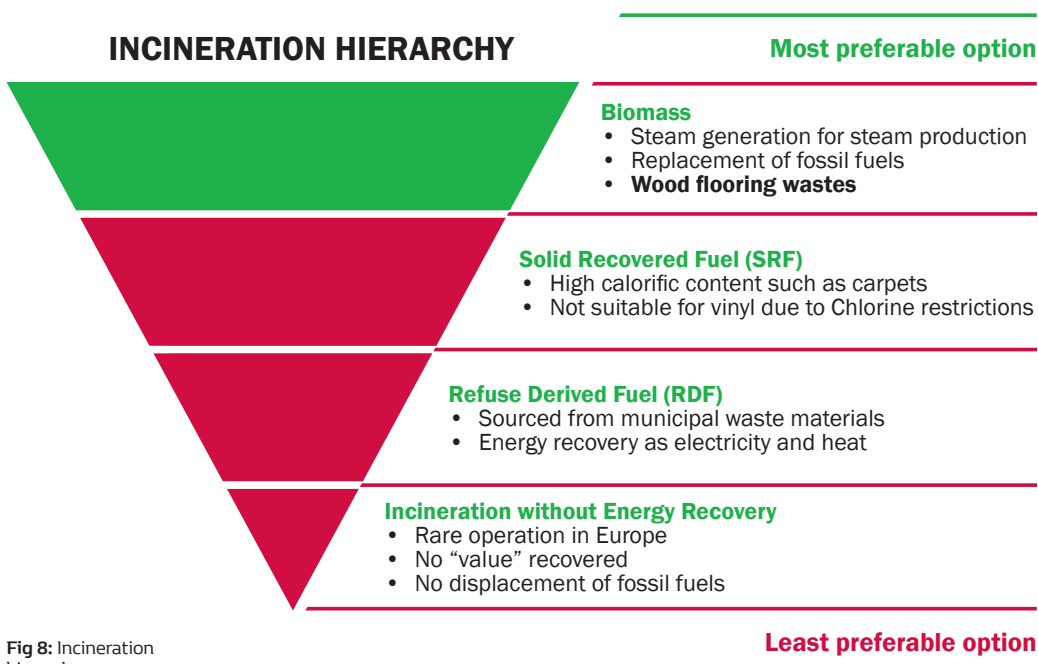 INCINERATION HIERARCHY
Most preferable option
Biomass
• Steam generation for steam production
• Replacement of fossil fuels
• Wood flooring wastes
Solid Recovered Fuel (SRF)
• High calorific content such as carpets
• Not suitable for vinyl due to Chlorine restrictions
Refuse Derived Fuel (RDF)
• Sourced from municipal waste materials
• Energy recovery as electricity and heat
Incineration without Energy Recovery
• Rare operation in Europe
• No “value” recovered
• No displacement of fossil fuels
Least preferable option
Fig 8: Incineration